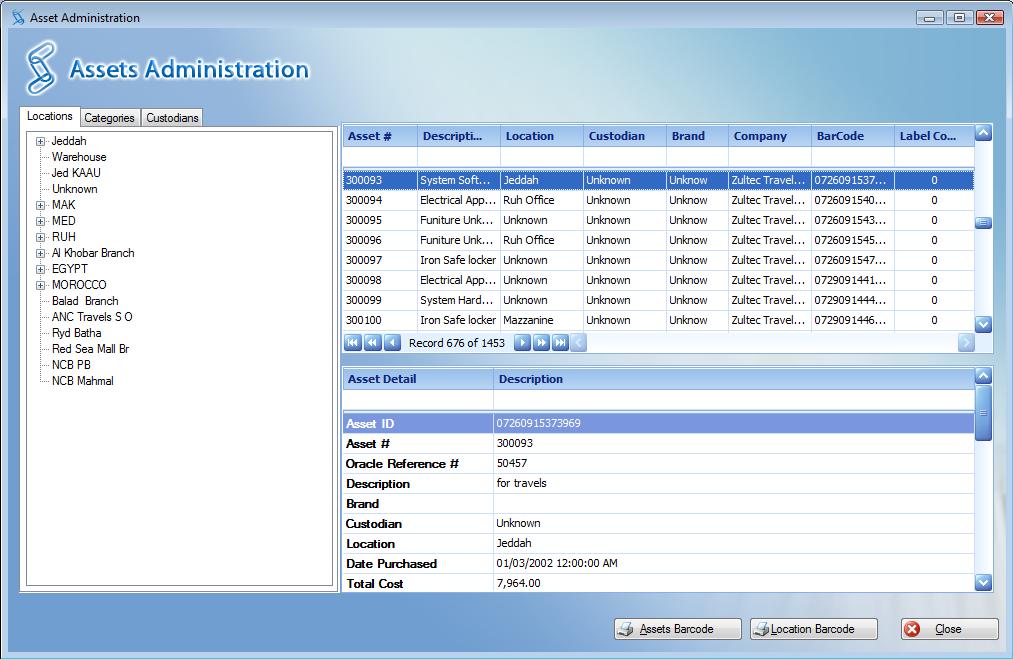 Asset Administration
Assets Administration
Locations Categories Custodians
Jeddah
Warehouse
Jed KAAU
Unknown
MAK
MED
RUH
Al Khobar Branch
EGYPT
MOROCCO
Balad Branch
ANC Travels S O
Ryd Batha
Red Sea Mall Br
NCB PB
NCB Mahmal
Asset # Descripti... Location Custodian Brand Company BarCode Label Co...
300093 System Soft... Jeddah Unknown Unknow Zultec Travel... 0726091537... 0
300094 Electrical App... Ruh Office Unknown Unknow Zultec Travel... 0726091540... 0
300095 Funiture Unk... Unknown Unknown Unknow Zultec Travel... 0726091543... 0
300096 Funiture Unk... Ruh Office Unknown Unknow Zultec Travel... 0726091545... 0
300097 Iron Safe locker Unknown Unknown Unknow Zultec Travel... 0726091547... 0
300098 Electrical App... Unknown Unknown Unknow Zultec Travel... 0729091441... 0
300099 System Hard... Unknown Unknown Unknow Zultec Travel... 0729091444... 0
300100 Iron Safe locker Mazzanine Unknown Unknow Zultec Travel... 0729091446... 0
Record 676 of 1453
Asset Detail Description
Asset ID 07260915373969
Asset # 300093
Oracle Reference # 50457
Description for travels
Brand
Custodian Unknown
Location Jeddah
Date Purchased 01/03/2002 12:00:00 AM
Total Cost 7,964.00
Assets Barcode Location Barcode Close